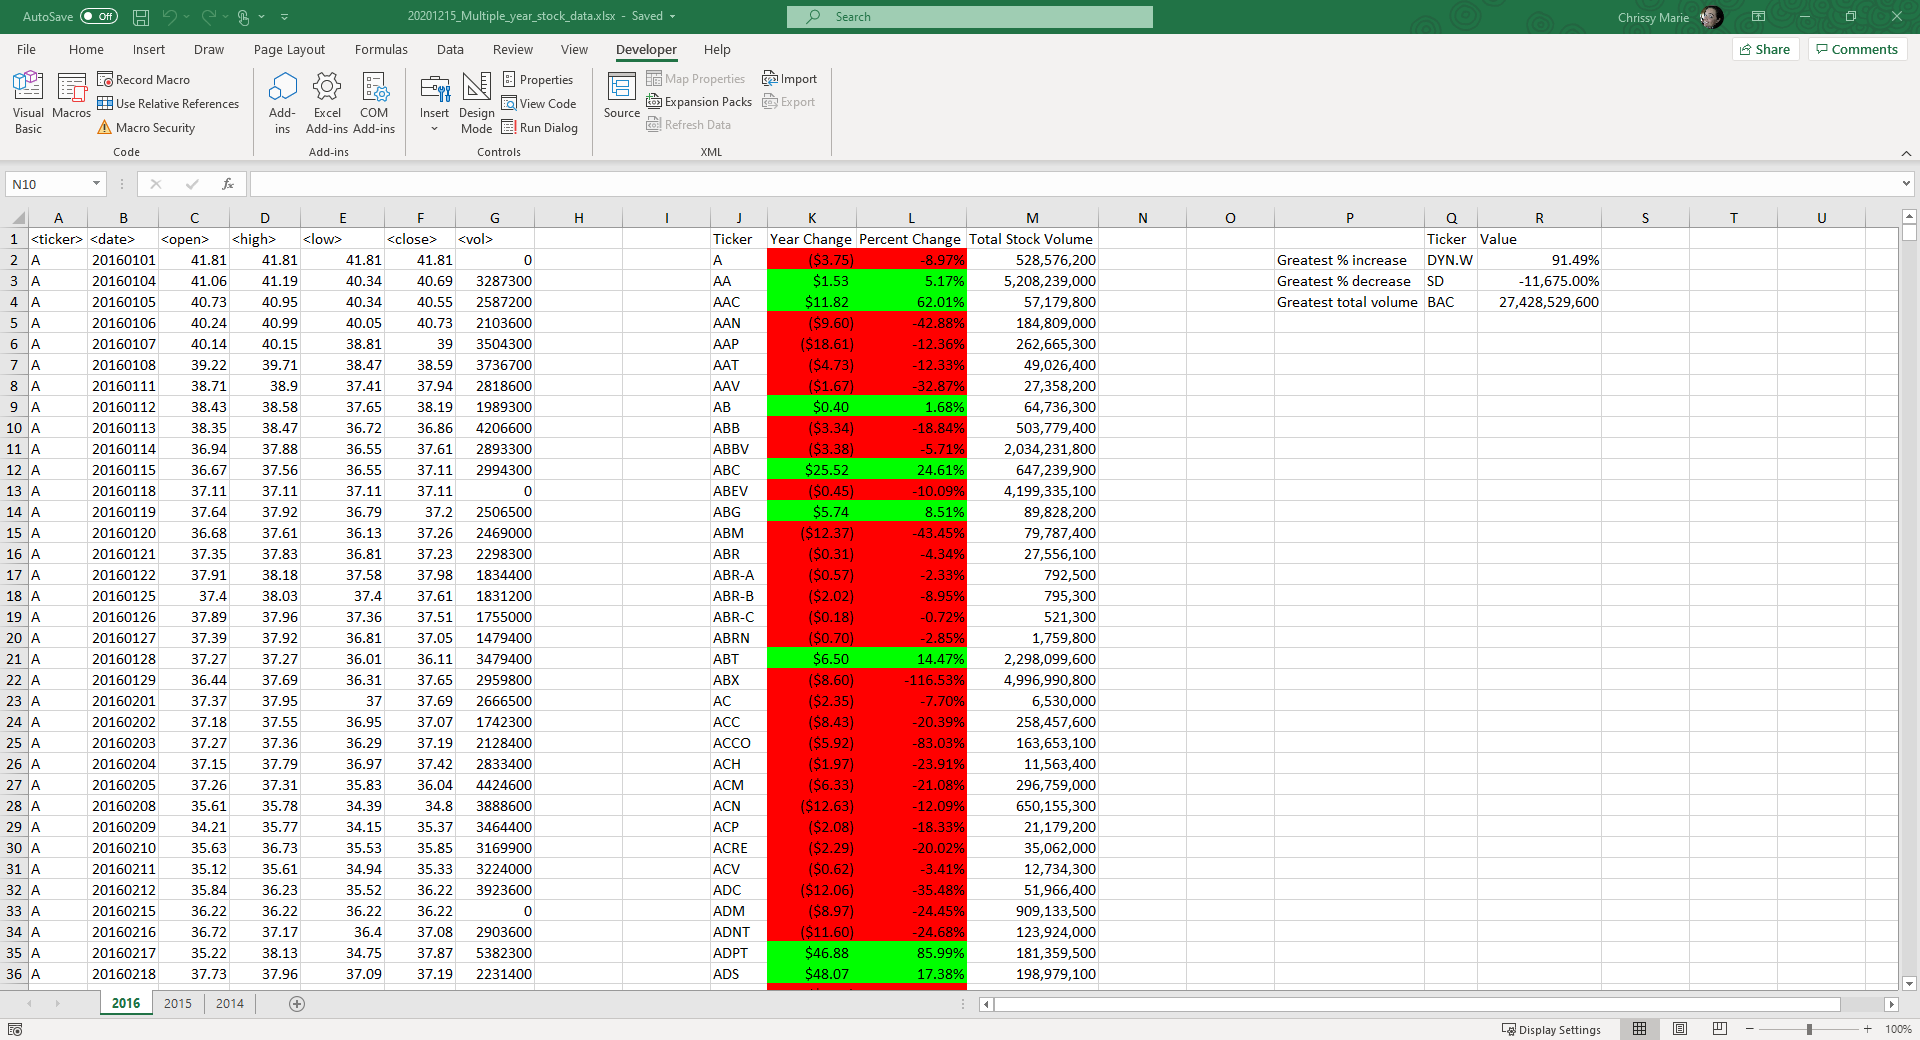 AutoSave Off 20201215_Multiple_year_stock_data.xlsx - Saved Search Chrissy Marie
File Home Insert Draw Page Layout Formulas Data Review View Developer Help Share Comments
Visual Basic Macros Record Macro Use Relative References Macro Security Code
Add-ins Excel Add-ins COM Add-ins Add-ins
Insert Design Mode Properties View Code Run Dialog Controls
Source Map Properties Expansion Packs Refresh Data Import Export XML
N10 fx
A B C D E F G H I J K L M N O P Q R S T U
1 <ticker> <date> <open> <high> <low> <close> <vol> Ticker Year Change Percent Change Total Stock Volume Ticker Value
2 A 20160101 41.81 41.81 41.81 41.81 0 A ($3.75) -8.97% 528,576,200 Greatest % increase DYN.W 91.49%
3 A 20160104 41.06 41.19 40.34 40.69 3287300 AA $1.53 5.17% 5,208,239,000 Greatest % decrease SD -11,675.00%
4 A 20160105 40.73 40.95 40.34 40.55 2587200 AAC $11.82 62.01% 57,179,800 Greatest total volume BAC 27,428,529,600
5 A 20160106 40.24 40.99 40.05 40.73 2103600 AAN ($9.60) -42.88% 184,809,000
6 A 20160107 40.14 40.15 38.81 39 3504300 AAP ($18.61) -12.36% 262,665,300
7 A 20160108 39.22 39.71 38.47 38.59 3736700 AAT ($4.73) -12.33% 49,026,400
8 A 20160111 38.71 38.9 37.41 37.94 2818600 AAV ($1.67) -32.87% 27,358,200
9 A 20160112 38.43 38.58 37.65 38.19 1989300 AB $0.40 1.68% 64,736,300
10 A 20160113 38.35 38.47 36.72 36.86 4206600 ABB ($3.34) -18.84% 503,779,400
11 A 20160114 36.94 37.88 36.55 37.61 2893300 ABBV ($3.38) -5.71% 2,034,231,800
12 A 20160115 36.67 37.56 36.55 37.11 2994300 ABC $25.52 24.61% 647,239,900
13 A 20160118 37.11 37.11 37.11 37.11 0 ABEV ($0.45) -10.09% 4,199,335,100
14 A 20160119 37.64 37.92 36.79 37.2 2506500 ABG $5.74 8.51% 89,828,200
15 A 20160120 36.68 37.61 36.13 37.26 2469000 ABM ($12.37) -43.45% 79,787,400
16 A 20160121 37.35 37.83 36.81 37.23 2298300 ABR ($0.31) -4.34% 27,556,100
17 A 20160122 37.91 38.18 37.58 37.98 1834400 ABR-A ($0.57) -2.33% 792,500
18 A 20160125 37.4 38.03 37.4 37.61 1831200 ABR-B ($2.02) -8.95% 795,300
19 A 20160126 37.89 37.96 37.36 37.51 1755000 ABR-C ($0.18) -0.72% 521,300
20 A 20160127 37.39 37.92 36.81 37.05 1479400 ABRN ($0.70) -2.85% 1,759,800
21 A 20160128 37.27 37.27 36.01 36.11 3479400 ABT $6.50 14.47% 2,298,099,600
22 A 20160129 36.44 37.69 36.31 37.65 2959800 ABX ($8.60) -116.53% 4,996,990,800
23 A 20160201 37.37 37.95 37 37.69 2666500 AC ($2.35) -7.70% 6,530,000
24 A 20160202 37.18 37.55 36.95 37.07 1742300 ACC ($8.43) -20.39% 258,457,600
25 A 20160203 37.27 37.36 36.29 37.19 2128400 ACCO ($5.92) -83.03% 163,653,100
26 A 20160204 37.15 37.79 36.97 37.42 2833400 ACH ($1.97) -23.91% 11,563,400
27 A 20160205 37.26 37.31 35.83 36.04 4424600 ACM ($6.33) -21.08% 296,759,000
28 A 20160208 35.61 35.78 34.39 34.8 3888600 ACN ($12.63) -12.09% 650,155,300
29 A 20160209 34.21 35.77 34.15 35.37 3464400 ACP ($2.08) -18.33% 21,179,200
30 A 20160210 35.63 36.73 35.53 35.85 3169900 ACRE ($2.29) -20.02% 35,062,000
31 A 20160211 35.12 35.61 34.94 35.33 3224000 ACV ($0.62) -3.41% 12,734,300
32 A 20160212 35.84 36.23 35.52 36.22 3923600 ADC ($12.06) -35.48% 51,966,400
33 A 20160215 36.22 36.22 36.22 36.22 0 ADM ($8.97) -24.45% 909,133,500
34 A 20160216 36.72 37.17 36.4 37.08 2903600 ADNT ($11.60) -24.68% 123,924,000
35 A 20160217 35.22 38.13 34.75 37.87 5382300 ADPT $46.88 85.99% 181,359,500
36 A 20160218 37.73 37.96 37.09 37.19 2231400 ADS $48.07 17.38% 198,979,100
2016 2015 2014
Display Settings 100%